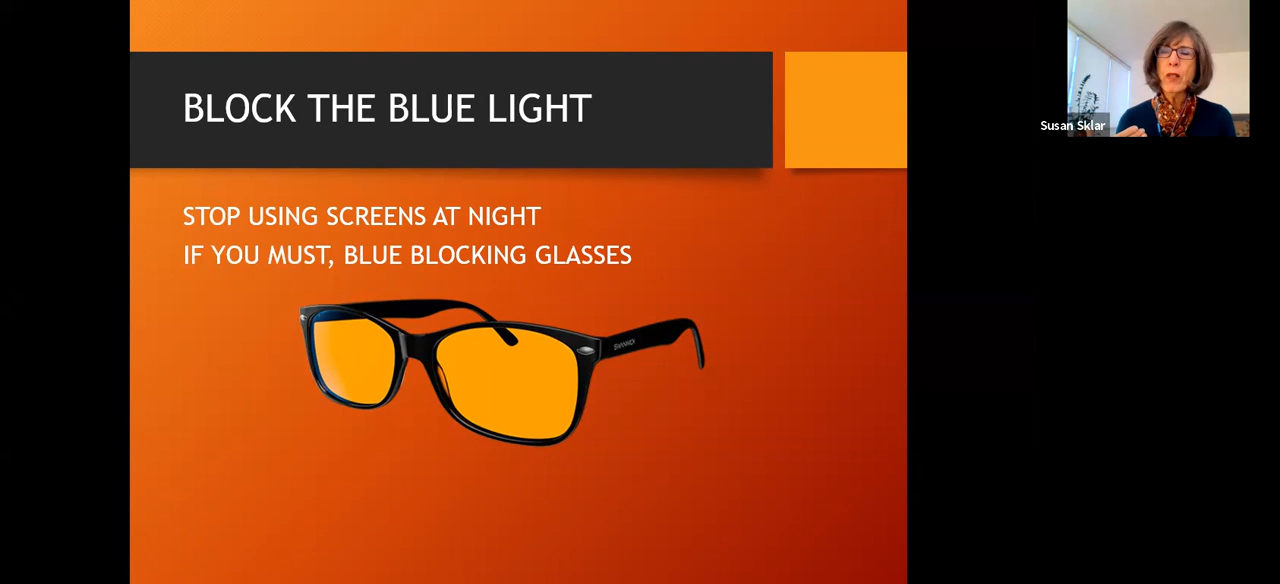 BLOCK THE BLUE LIGHT
STOP USING SCREENS AT NIGHT
IF YOU MUST, BLUE BLOCKING GLASSES
Susan Sklar